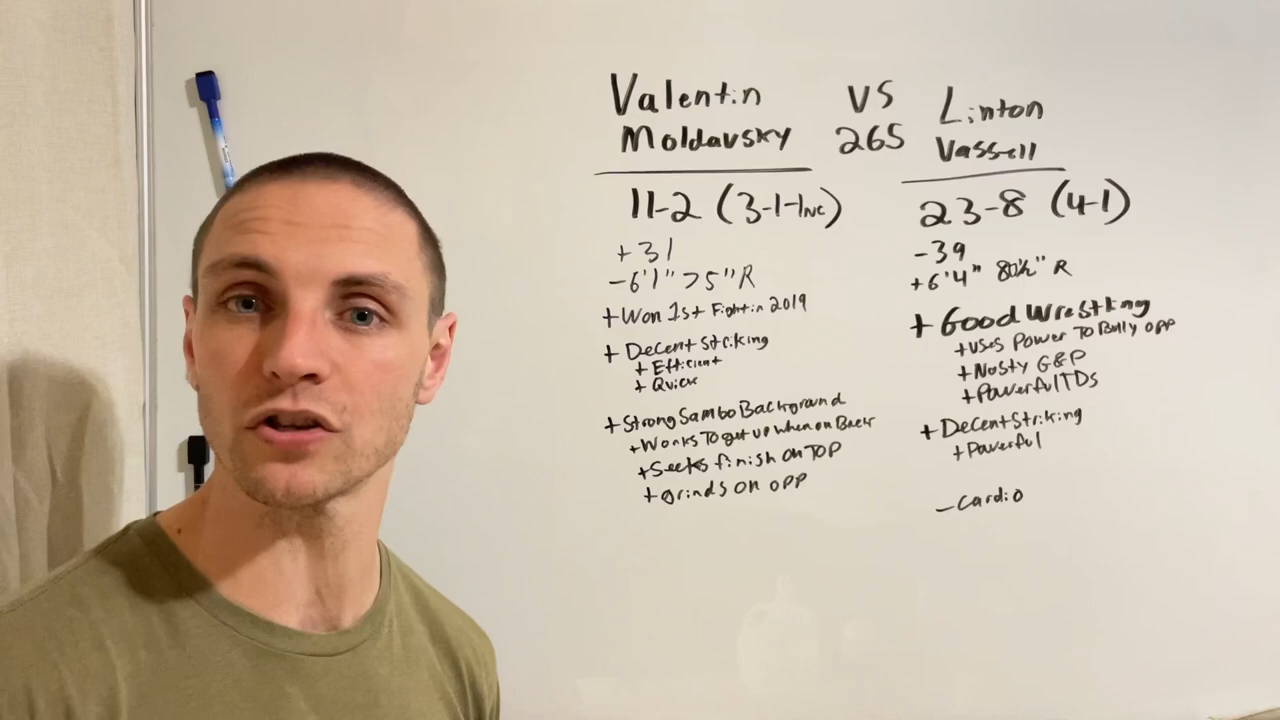 Valentin
Moldavsky
11-2 (3-1-1NC)
+31
-6'1" 75" R
+Won 1st Fight in 2019
+ Decent Striking
+ Efficient
+ Quick
+Strong Sambo Background
+Works To get up when on Back
+Seeks finish on TOP
+grinds on opp
VS
265
Linton
Vassell
23-8 (4-1)
-39
+6'4" 80½" R
+ Good Wrestling
+uses Power To Bully opp
+Nasty G&P
+Powerful TDs
+Decent Striking
+Powerful
-Cardio